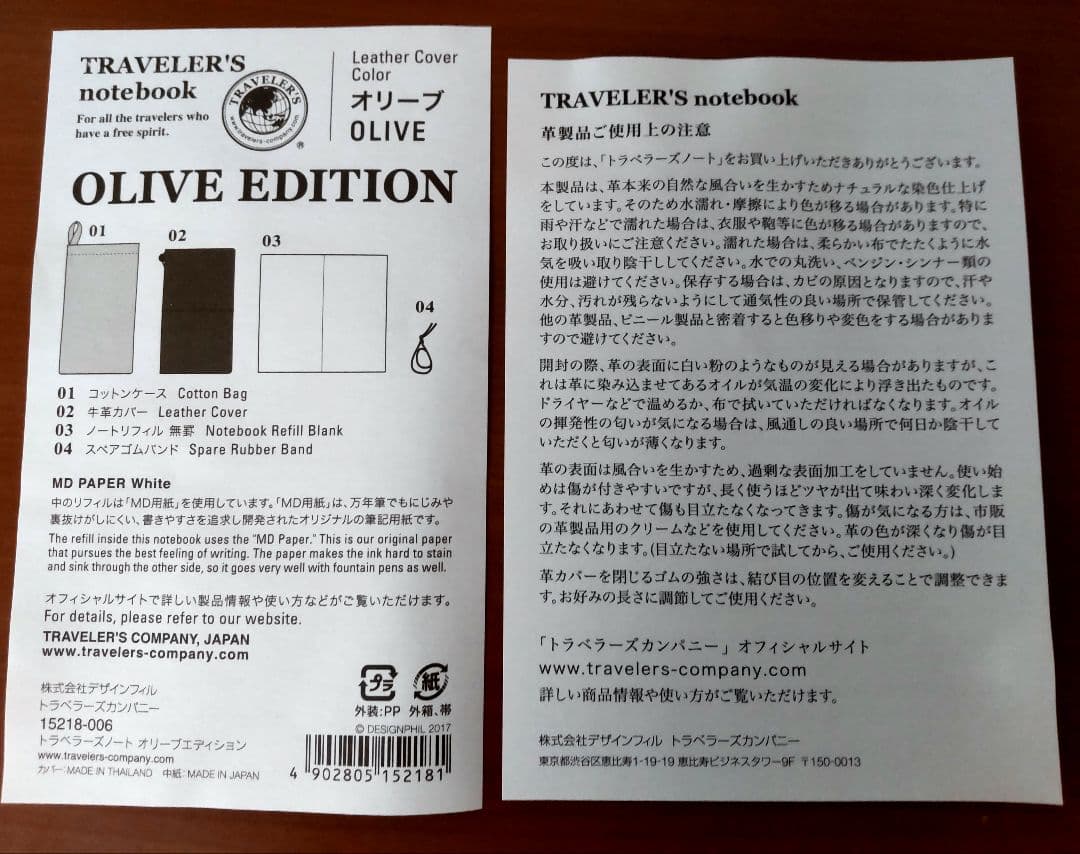 TRAVELER'S
notebook
For all the travelers who
have a free spirit.
TRAVELER'S
www.travelers-company.com
®
Leather Cover
Color
オリーブ
OLIVE
OLIVE EDITION
01
02
03
04
01 コットンケース Cotton Bag
02 牛革カバー Leather Cover
03 ノートリフィル 無罫 Notebook Refill Blank
04 スペアゴムバンド Spare Rubber Band
MD PAPER White
中のリフィルは「MD用紙」を使用しています。「MD用紙」は、万年筆でもにじみや
裏抜けがしにくい、書きやすさを追求し開発されたオリジナルの筆記用紙です。
The refill inside this notebook uses the "MD Paper." This is our original paper
that pursues the best feeling of writing. The paper makes the ink hard to stain
and sink through the other side, so it goes very well with fountain pens as well.
オフィシャルサイトで詳しい製品情報や使い方などがご覧いただけます。
For details, please refer to our website.
TRAVELER'S COMPANY, JAPAN
www.travelers-company.com
プラ
外装:PP
紙
外箱、帯
株式会社デザインフィル
トラベラーズカンパニー
15218-006
トラベラーズノート オリーブエディション
www.travelers-company.com
カバー:MADE IN THAILAND 中紙:MADE IN JAPAN
© DESIGNPHIL 2017
4 902805 152181
TRAVELER'S notebook
革製品ご使用上の注意
この度は、「トラベラーズノート」をお買い上げいただきありがとうございます。
本製品は、革本来の自然な風合いを生かすためナチュラルな染色仕上げ
をしています。そのため水濡れ・摩擦により色が移る場合があります。特に
雨や汗などで濡れた場合は、衣服や鞄等に色が移る場合がありますので、
お取り扱いにご注意ください。濡れた場合は、柔らかい布でたたくように水
気を吸い取り陰干ししてください。水での丸洗い、ベンジン・シンナー類の
使用は避けてください。保存する場合は、カビの原因となりますので、汗や
水分、汚れが残らないようにして通気性の良い場所で保管してください。
他の革製品、ビニール製品と密着すると色移りや変色をする場合がありま
すので避けてください。
開封の際、革の表面に白い粉のようなものが見える場合がありますが、こ
れは革に染み込ませてあるオイルが気温の変化により浮き出たものです。
ドライヤーなどで温めるか、布で拭いていただければなくなります。オイル
の揮発性の匂いが気になる場合は、風通しの良い場所で何日か陰干して
いただくと匂いが薄くなります。
革の表面は風合いを生かすため、過剰な表面加工をしていません。使い始
めは傷が付きやすいですが、長く使うほどツヤが出て味わい深く変化しま
す。それにあわせて傷も目立たなくなってきます。傷が気になる方は、市販
の革製品用のクリームなどを使用してください。革の色が深くなり傷が目
立たなくなります。(目立たない場所で試してから、ご使用ください。)
革カバーを閉じるゴムの強さは、結び目の位置を変えることで調整できま
す。お好みの長さに調節してご使用ください。
「トラベラーズカンパニー」オフィシャルサイト
www.travelers-company.com
詳しい商品情報や使い方がご覧いただけます。
株式会社デザインフィル トラベラーズカンパニー
東京都渋谷区恵比寿1-19-19 恵比寿ビジネスタワー9F 〒150-0013